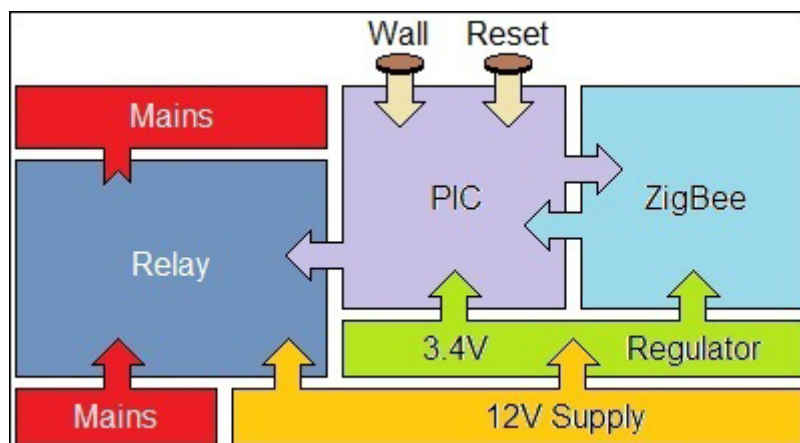 Wall Reset
Mains
PIC
ZigBee
Relay
3.4V Regulator
Mains
12V Supply